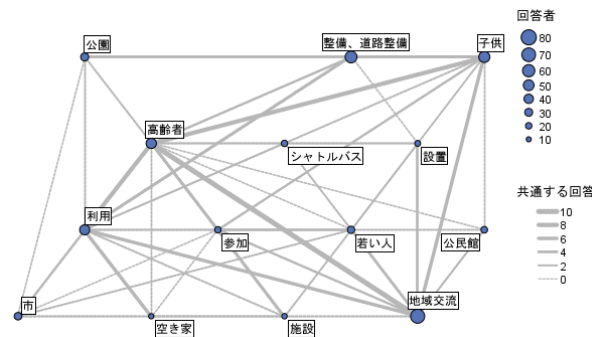 公園
整備、道路整備
子供
高齢者
シャトルバス
設置
利用
参加
若い人
公民館
市
空き家
施設
地域交流
回答者
80
70
60
50
40
30
20
10
共通する回答
10
8
6
4
2
0